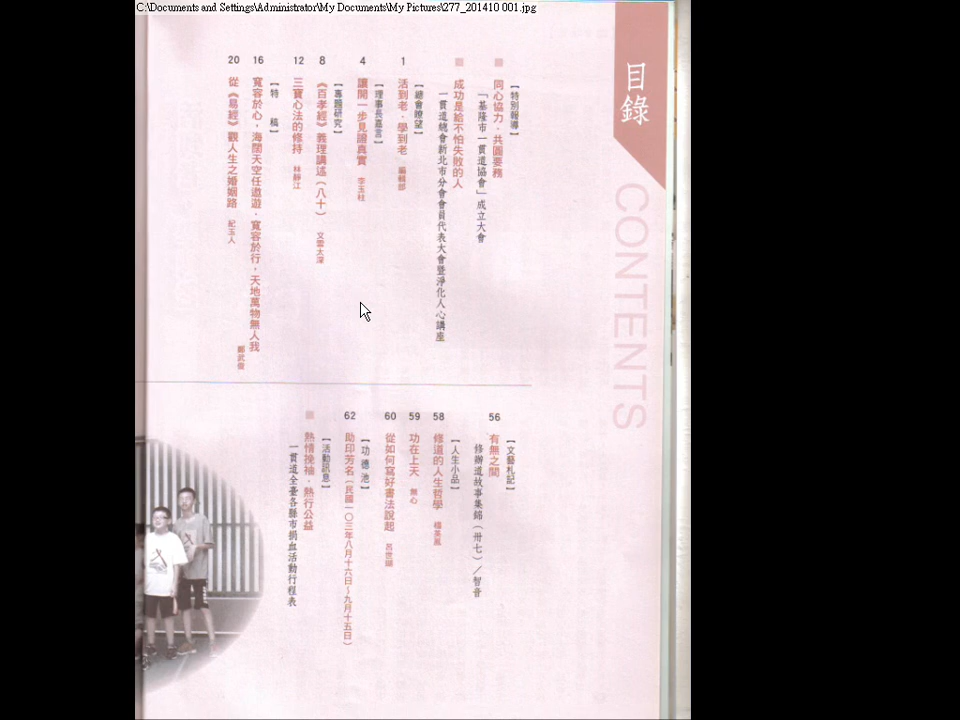 C:\Documents and Settings\Administrator\My Documents\My Pictures\277_201410 001.jpg
目錄
CONTENTS
【特別報導】
同心協力．共圓要務
「基隆市一貫道協會」成立大會
成功是給不怕失敗的人
一貫道總會新北市分會會員代表大會暨淨化人心講座
【總會瞭望】
1 活到老．學到老 編輯部
【理事長嘉言】
4 讓開一步見證真實 李玉柱
【專題研究】
8 《百孝經》義理講述（八十） 文雲太深
12 三寶心法的修持 林靜江
【特 稿】
16 寬容於心，海闊天空任遨遊．寬容於行，天地萬物無人我
鄭武俊
20 從《易經》觀人生之婚姻路 紀玉人
【文藝札記】
56 有無之間
修辦道故事集錦（卅七）／智音
【人生小品】
58 修道的人生哲學 楊英鳳
59 功在上天 無心
60 從如何寫好書法說起 呂世
【功德池】
62 助印芳名（民國一〇三年八月十六日～九月十五日）
【活動訊息】
熱情挽袖．熱行公益
一貫道全臺各縣市捐血活動行程表